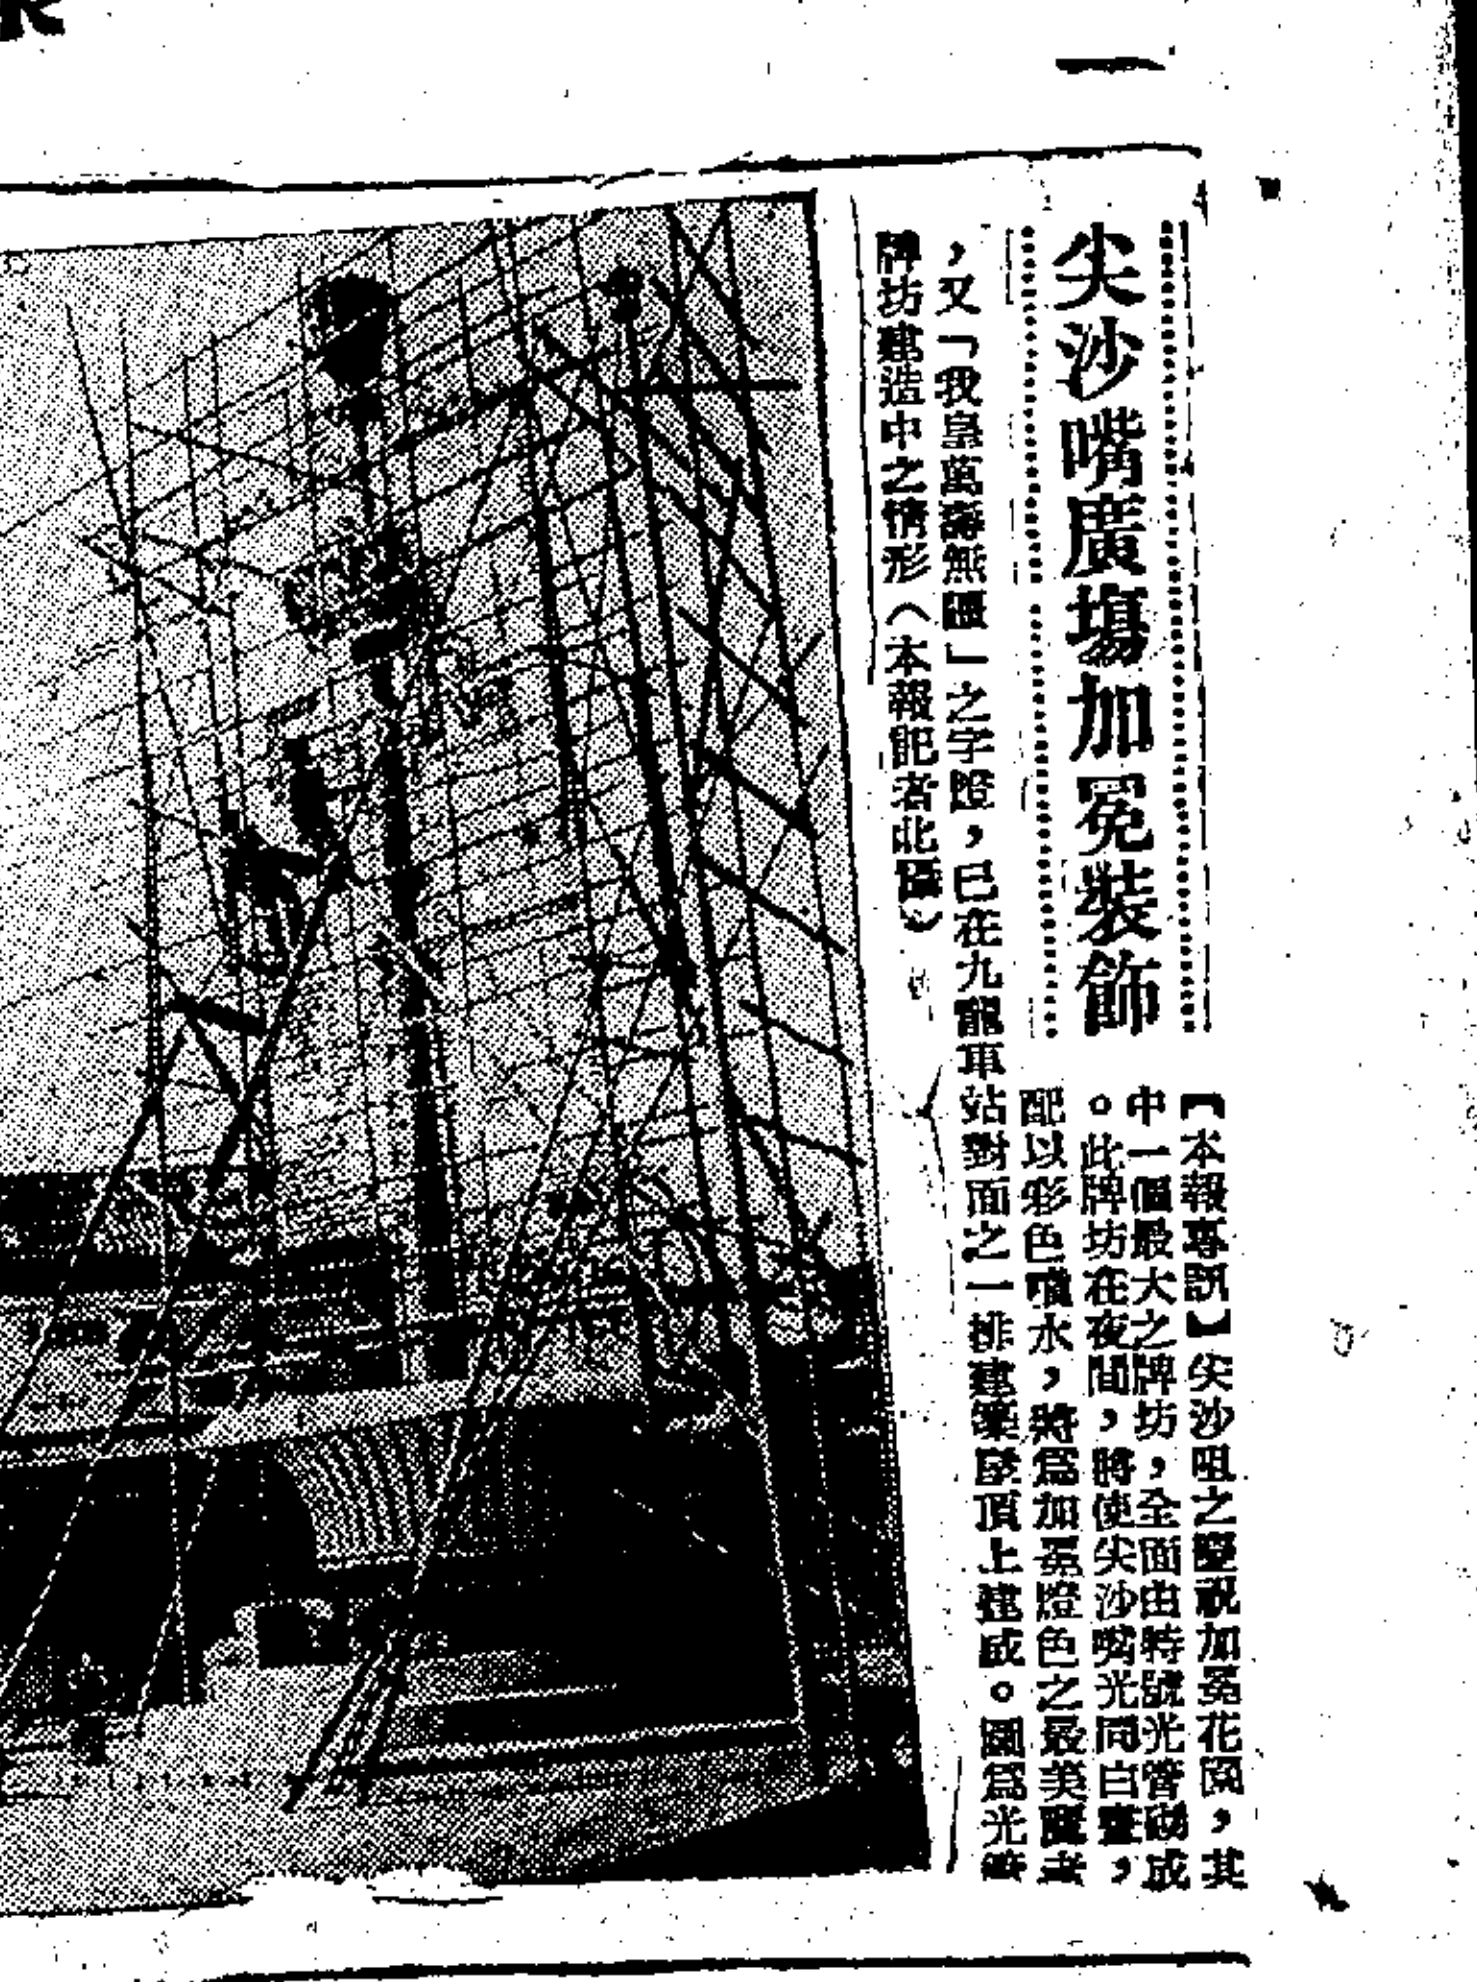 尖沙嘴廣塲加冕裝飾
【本報專訊】尖沙咀之慶祝加冕花園，其
中一個最大之牌坊，全面由特號光管砌成
。此牌坊在夜間，將使尖沙嘴光同白晝，
配以彩色噴水，將爲加冕燈色之最美麗者
，又「我皇萬壽無疆」之字燈，已在九龍車站對面之一排建築屋頂上建成。圖爲光管
牌坊建造中之情形（本報記者此攝）